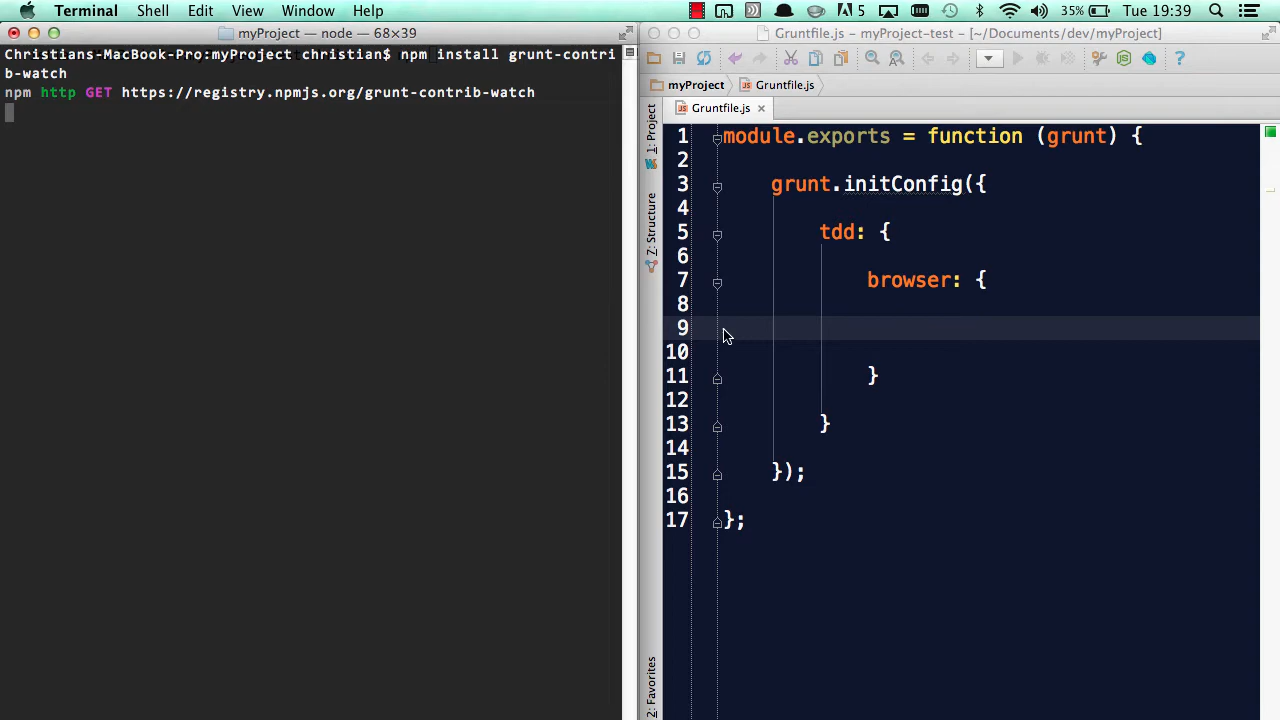 Terminal Shell Edit View Window Help 5 35% Tue 19:39
myProject — node — 68×39
Christians-MacBook-Pro:myProject christian$ npm install grunt-contri
b-watch
npm http GET https://registry.npmjs.org/grunt-contrib-watch
Gruntfile.js - myProject-test - [~/Documents/dev/myProject]
myProject Gruntfile.js
Gruntfile.js
1: Project
7: Structure
2: Favorites
1 module.exports = function (grunt) {
2
3 grunt.initConfig({
4
5 tdd: {
6
7 browser: {
8
9
10
11 }
12
13 }
14
15 });
16
17 };